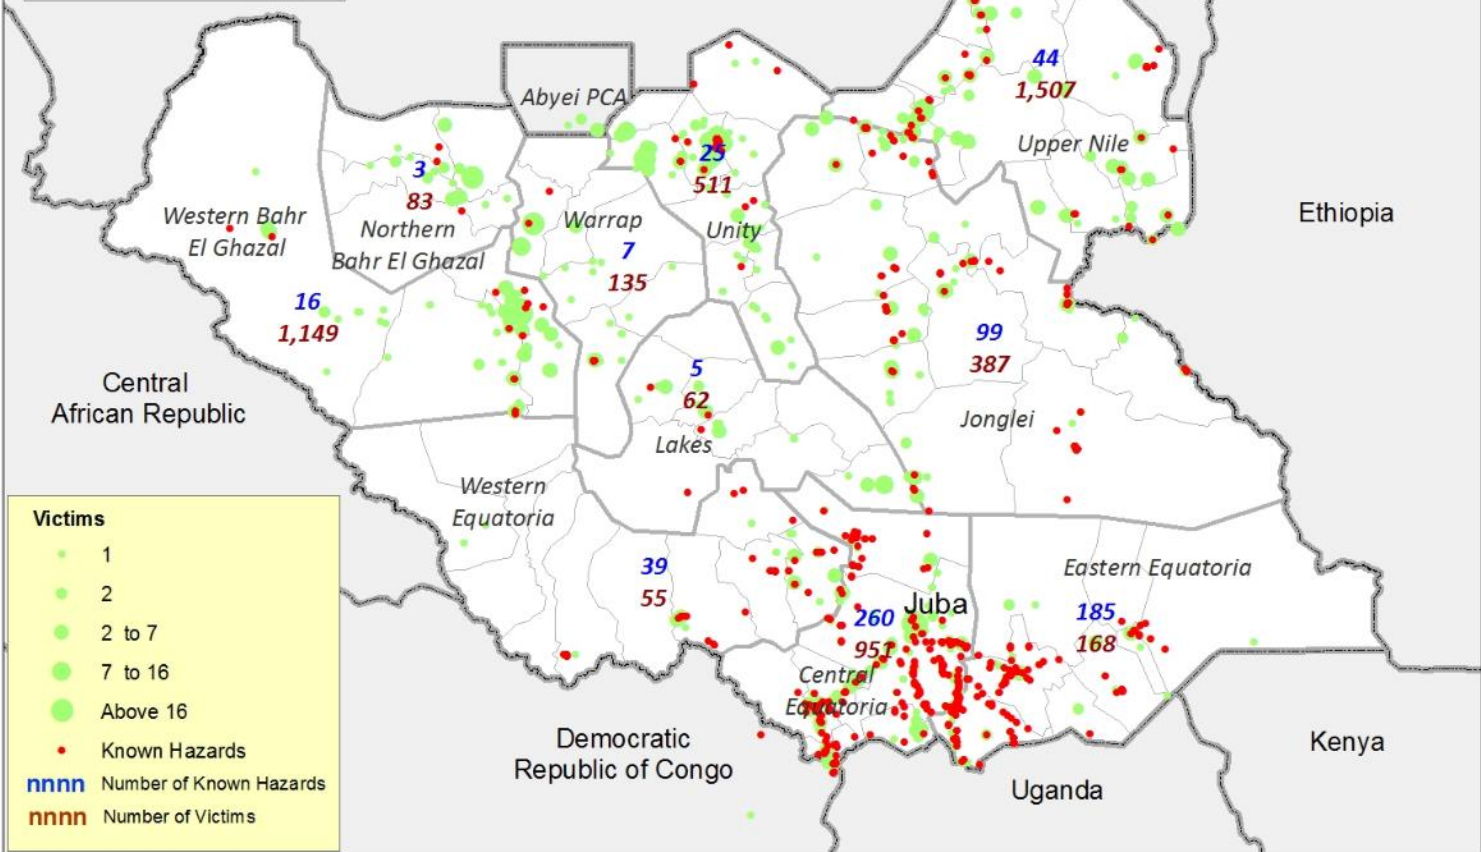 44
1,507
Abyei PCA
Upper Nile
25
511
3
83
Western Bahr
El Ghazal
Northern
Bahr El Ghazal
Warrap
7
135
Unity
Ethiopia
16
1,149
99
387
5
62
Central
African Republic
Jonglei
Lakes
Western
Equatoria
39
55
Eastern Equatoria
185
168
Juba
260
951
Central
Equatoria
Democratic
Republic of Congo
Kenya
Uganda
Victims
1
2
2 to 7
7 to 16
Above 16
Known Hazards
nnnn Number of Known Hazards
nnnn Number of Victims